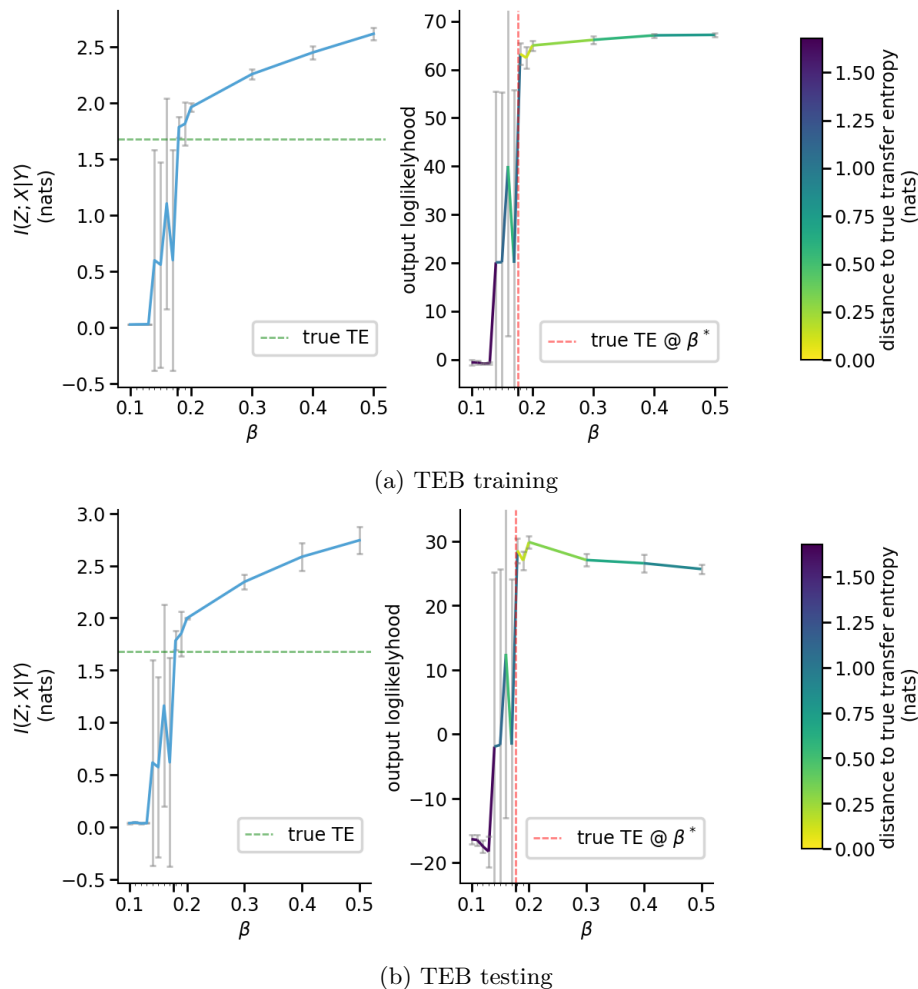 2.5
2.0
1.5
1.0
0.5
0.0
−0.5
I(Z; X|Y)
(nats)
true TE
0.1 0.2 0.3 0.4 0.5
β
70
60
50
40
30
20
10
0
output loglikelyhood
true TE @ β*
0.1 0.2 0.3 0.4 0.5
β
1.50
1.25
1.00
0.75
0.50
0.25
0.00
distance to true transfer entropy
(nats)
(a) TEB training
3.0
2.5
2.0
1.5
1.0
0.5
0.0
−0.5
I(Z; X|Y)
(nats)
true TE
0.1 0.2 0.3 0.4 0.5
β
30
20
10
0
−10
−20
output loglikelyhood
true TE @ β*
0.1 0.2 0.3 0.4 0.5
β
1.50
1.25
1.00
0.75
0.50
0.25
0.00
distance to true transfer entropy
(nats)
(b) TEB testing